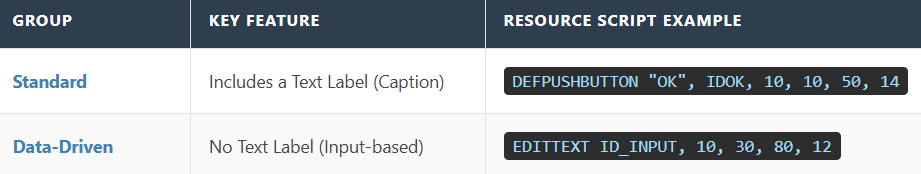 GROUP KEY FEATURE RESOURCE SCRIPT EXAMPLE
Standard Includes a Text Label (Caption) DEFPUSHBUTTON "OK", IDOK, 10, 10, 50, 14
Data-Driven No Text Label (Input-based) EDITTEXT ID_INPUT, 10, 30, 80, 12